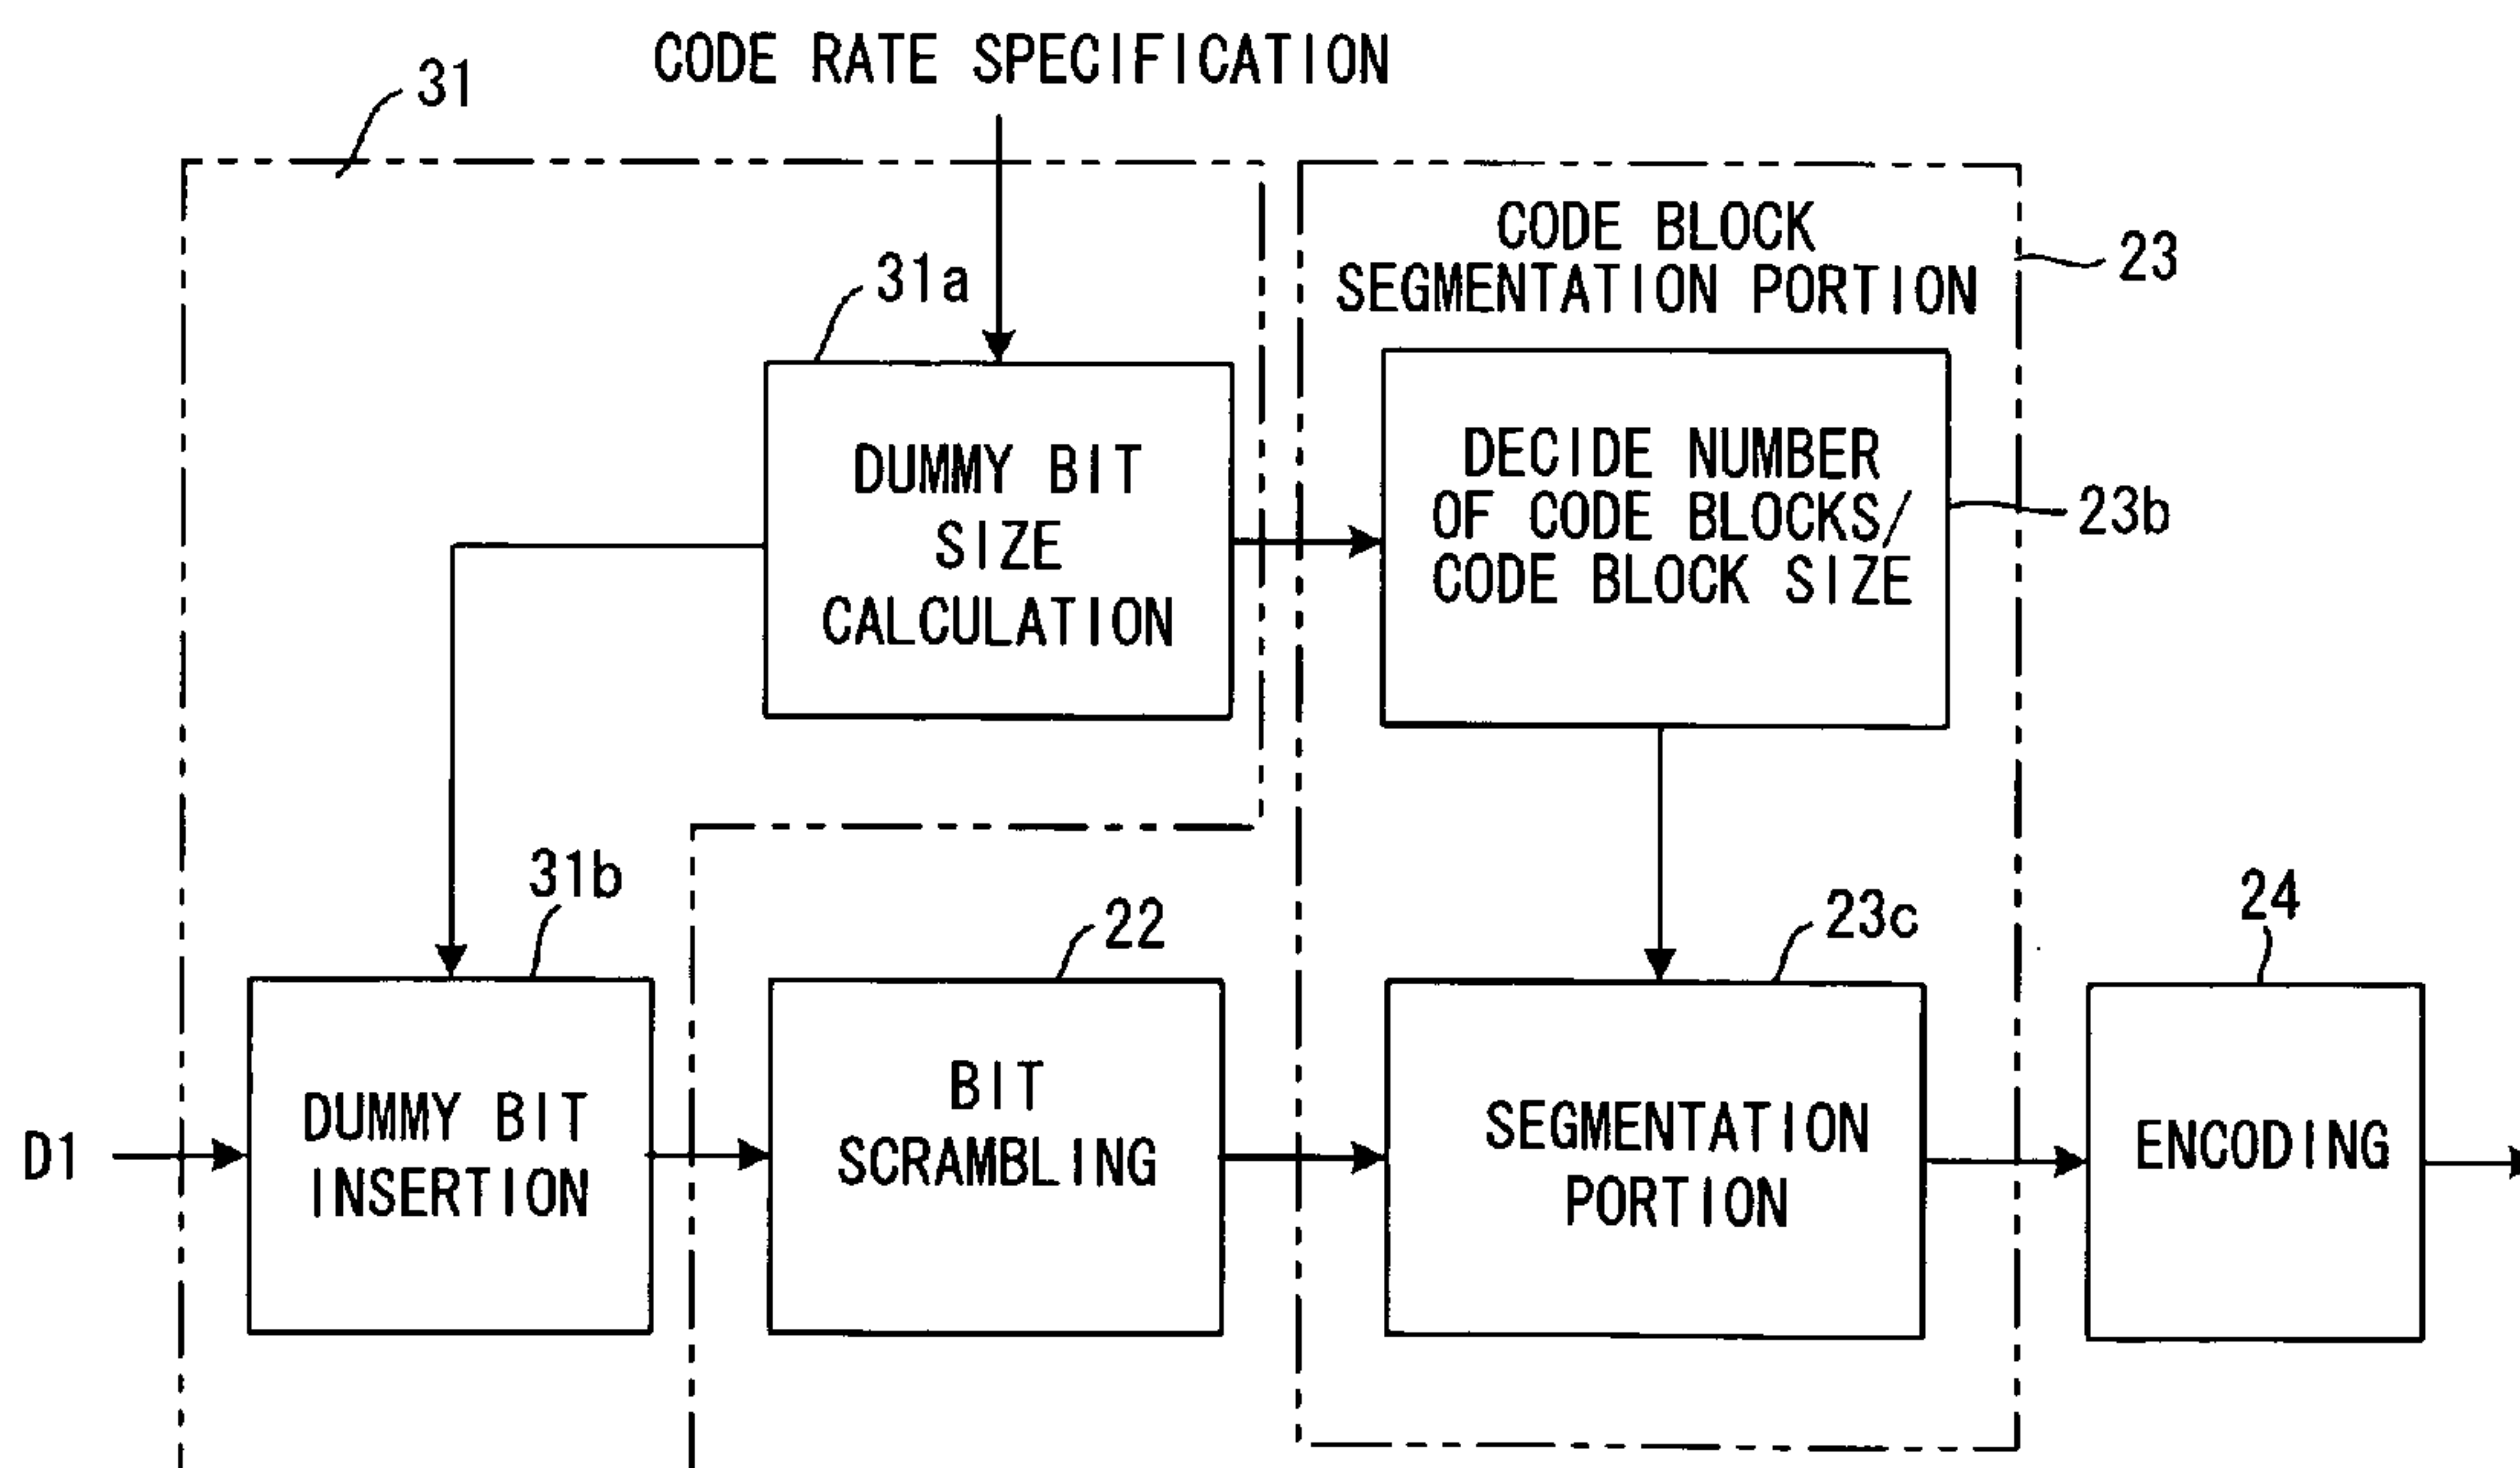 CODE RATE SPECIFICATION
31
CODE BLOCK
SEGMENTATION PORTION
23
31a
DUMMY BIT
SIZE
CALCULATION
DECIDE NUMBER
OF CODE BLOCKS/
CODE BLOCK SIZE
23b
31b
22
23c
24
D1
DUMMY BIT
INSERTION
BIT
SCRAMBLING
SEGMENTATION
PORTION
ENCODING